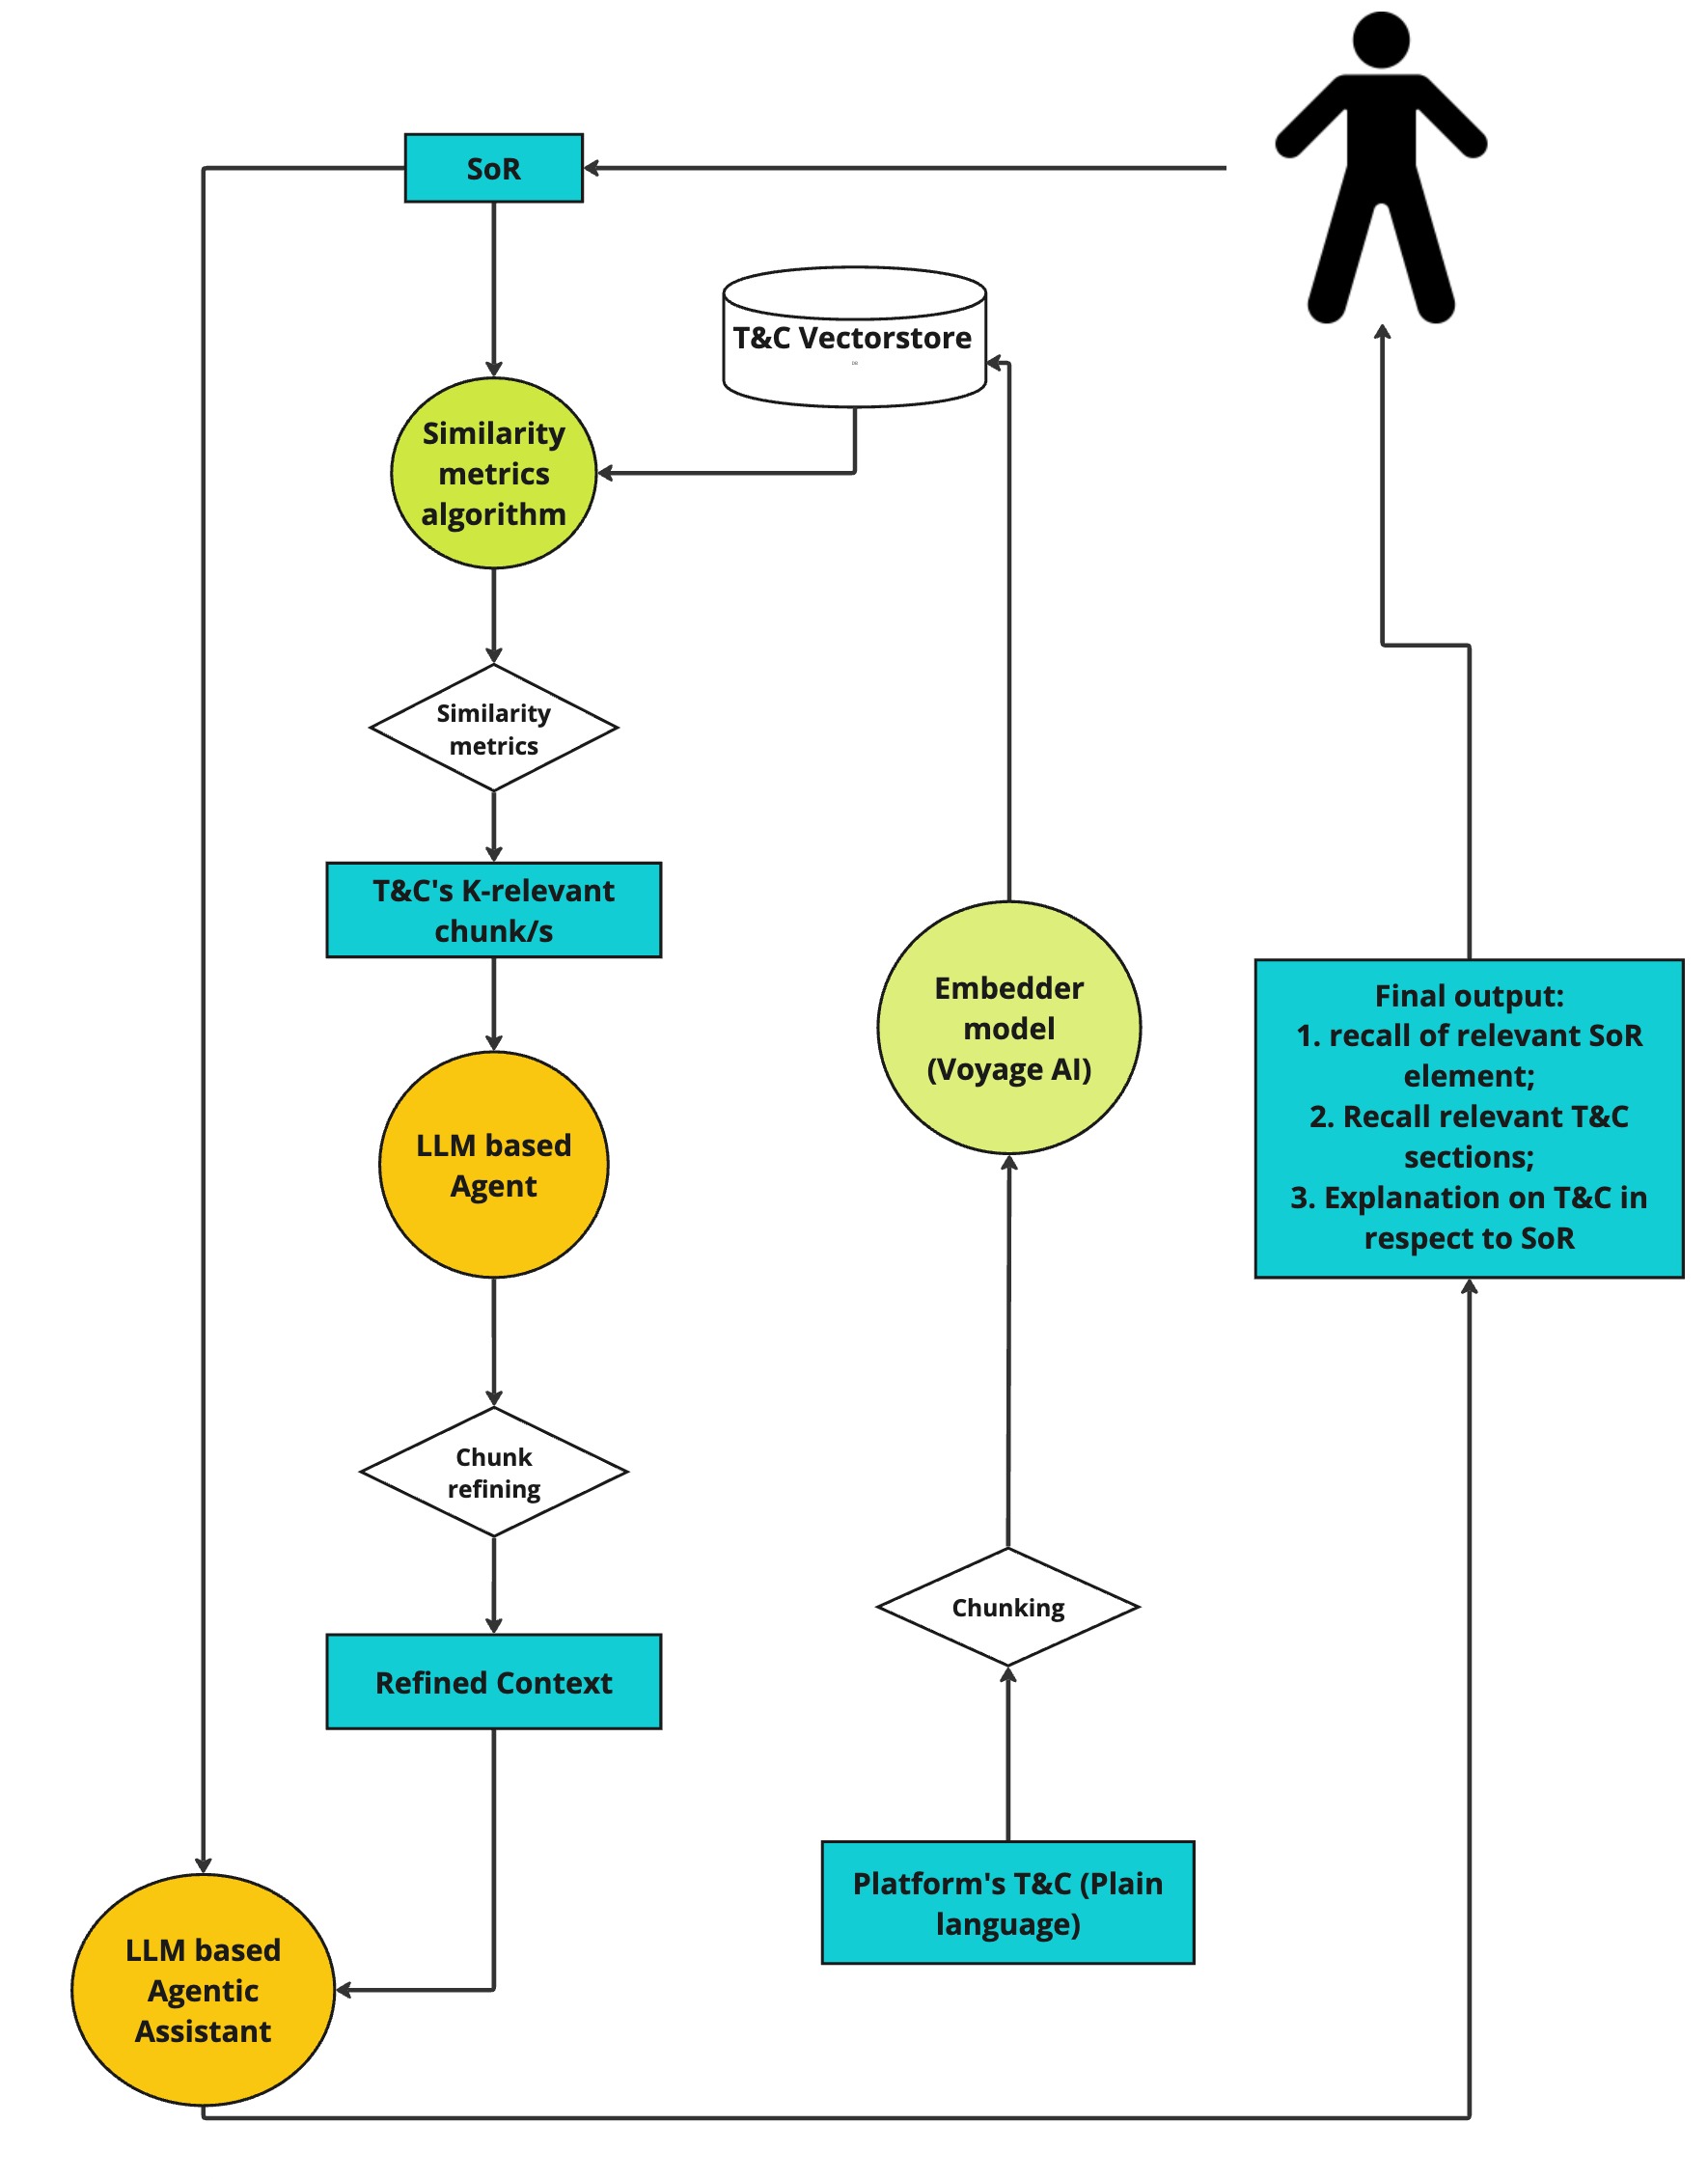 SoR
T&C Vectorstore
Similarity
metrics
algorithm
Similarity
metrics
T&C's K-relevant
chunk/s
LLM based
Agent
Chunk
refining
Refined Context
LLM based
Agentic
Assistant
Embedder
model
(Voyage AI)
Chunking
Platform's T&C (Plain
language)
Final output:
1. recall of relevant SoR
element;
2. Recall relevant T&C
sections;
3. Explanation on T&C in
respect to SoR